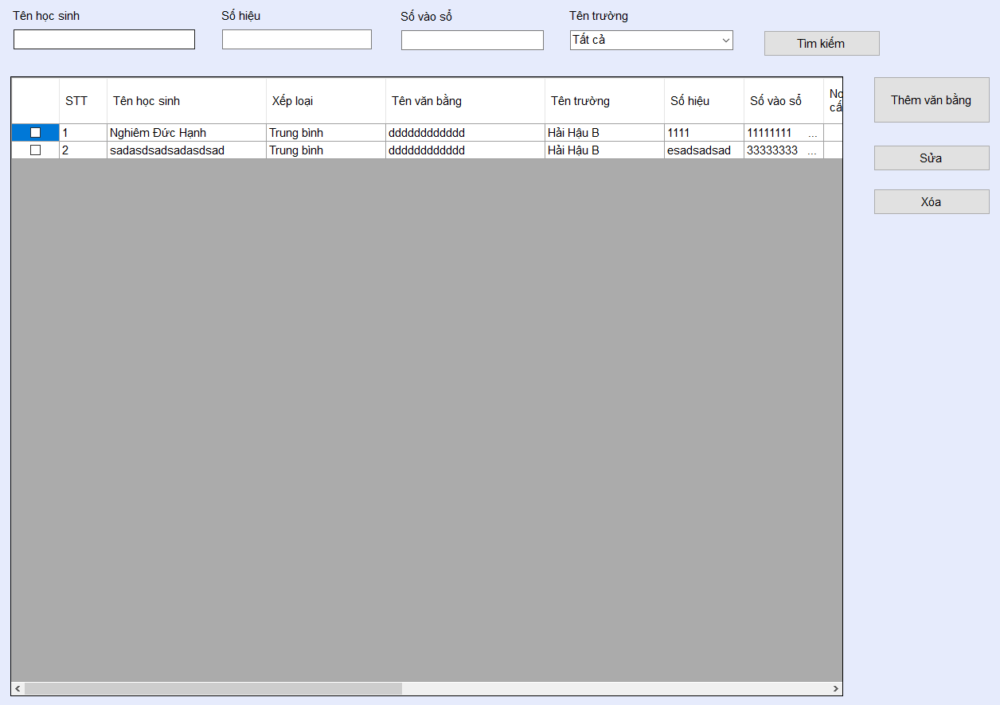 Tên học sinh Số hiệu Số vào sổ Tên trường
Tất cả Tìm kiếm
STT Tên học sinh Xếp loại Tên văn bằng Tên trường Số hiệu Số vào sổ
1 Nghiêm Đức Hạnh Trung bình dddddddddddd Hải Hậu B 1111 11111111 ...
2 sadasdsadsadasdsad Trung bình dddddddddddd Hải Hậu B esadsadsad 33333333 ...
Thêm văn bằng
Sửa
Xóa